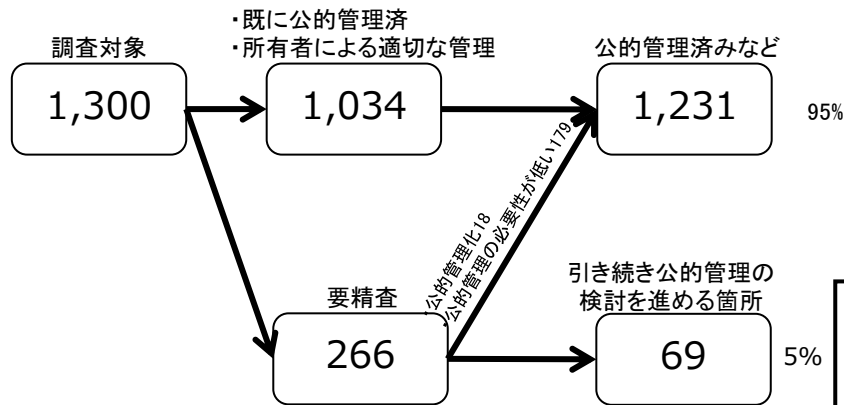 ・既に公的管理済
・所有者による適切な管理
調査対象
公的管理済みなど
1,300
1,034
1,231
95%
公的管理化18
公的管理の必要性が低い179
要精査
引き続き公的管理の
検討を進める箇所
266
69
5%